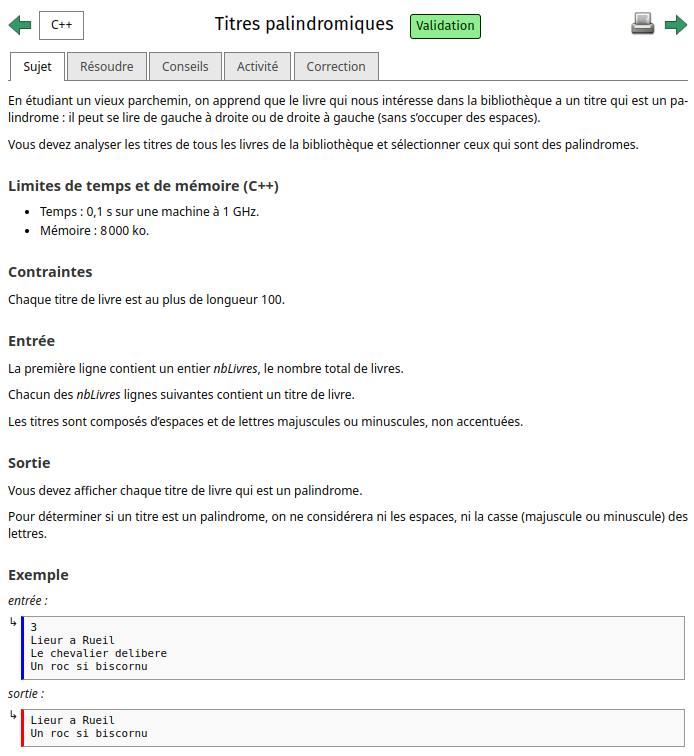 C++
Titres palindromiques
Validation
Sujet
Résoudre
Conseils
Activité
Correction
En étudiant un vieux parchemin, on apprend que le livre qui nous intéresse dans la bibliothèque a un titre qui est un pa-
lindrome : il peut se lire de gauche à droite ou de droite à gauche (sans s’occuper des espaces).
Vous devez analyser les titres de tous les livres de la bibliothèque et sélectionner ceux qui sont des palindromes.
Limites de temps et de mémoire (C++)
• Temps : 0,1 s sur une machine à 1 GHz.
• Mémoire : 8 000 ko.
Contraintes
Chaque titre de livre est au plus de longueur 100.
Entrée
La première ligne contient un entier nbLivres, le nombre total de livres.
Chacun des nbLivres lignes suivantes contient un titre de livre.
Les titres sont composés d’espaces et de lettres majuscules ou minuscules, non accentuées.
Sortie
Vous devez afficher chaque titre de livre qui est un palindrome.
Pour déterminer si un titre est un palindrome, on ne considérera ni les espaces, ni la casse (majuscule ou minuscule) des
lettres.
Exemple
entrée :
3
Lieur a Rueil
Le chevalier delibere
Un roc si biscornu
sortie :
Lieur a Rueil
Un roc si biscornu